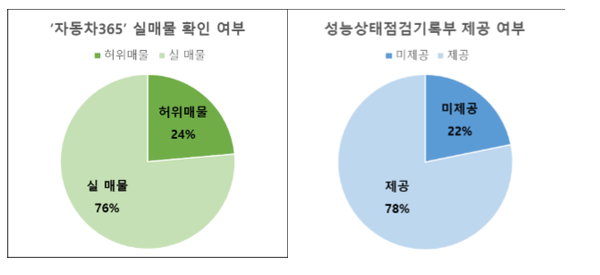 '자동차365' 실매물 확인 여부
허위매물 실 매물
허위매물
24%
실 매물
76%
성능상태점검기록부 제공 여부
미제공 제공
미제공
22%
제공
78%